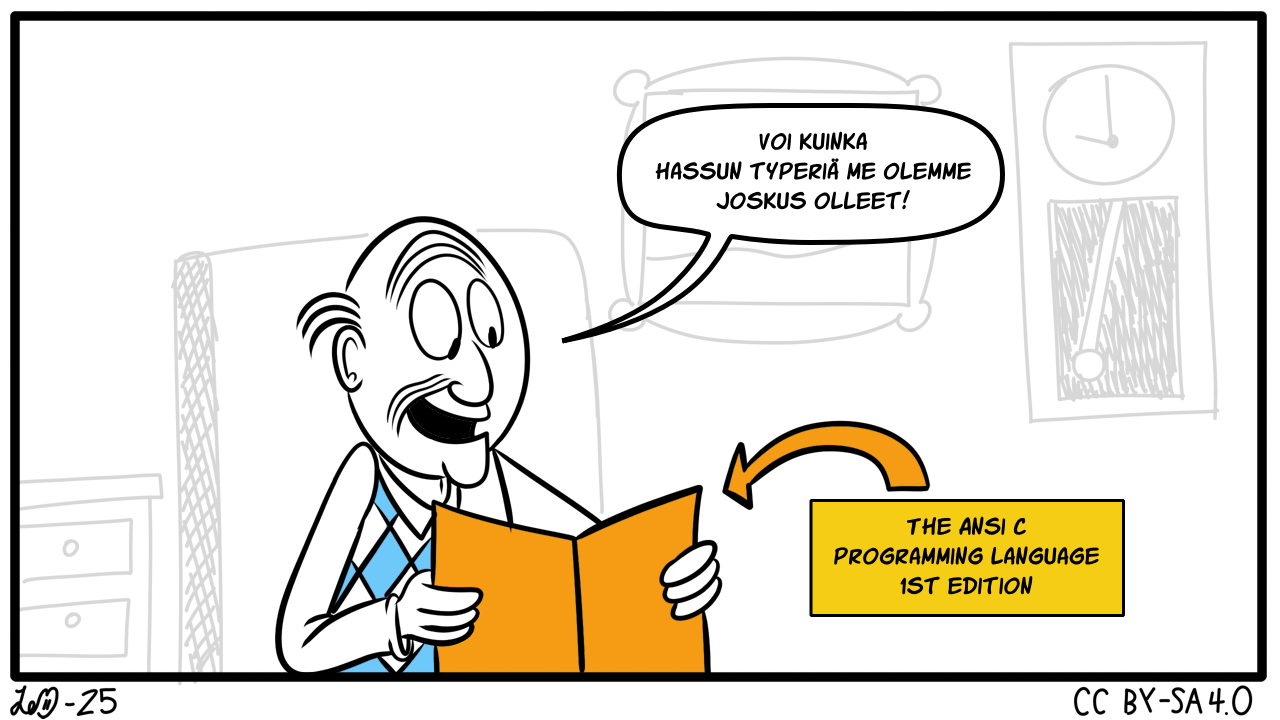 VOI KUINKA
HASSUN TYPERIÄ ME OLEMME
JOSKUS OLLEET!
THE ANSI C
PROGRAMMING LANGUAGE
1ST EDITION
-25
CC BY-SA 4.0